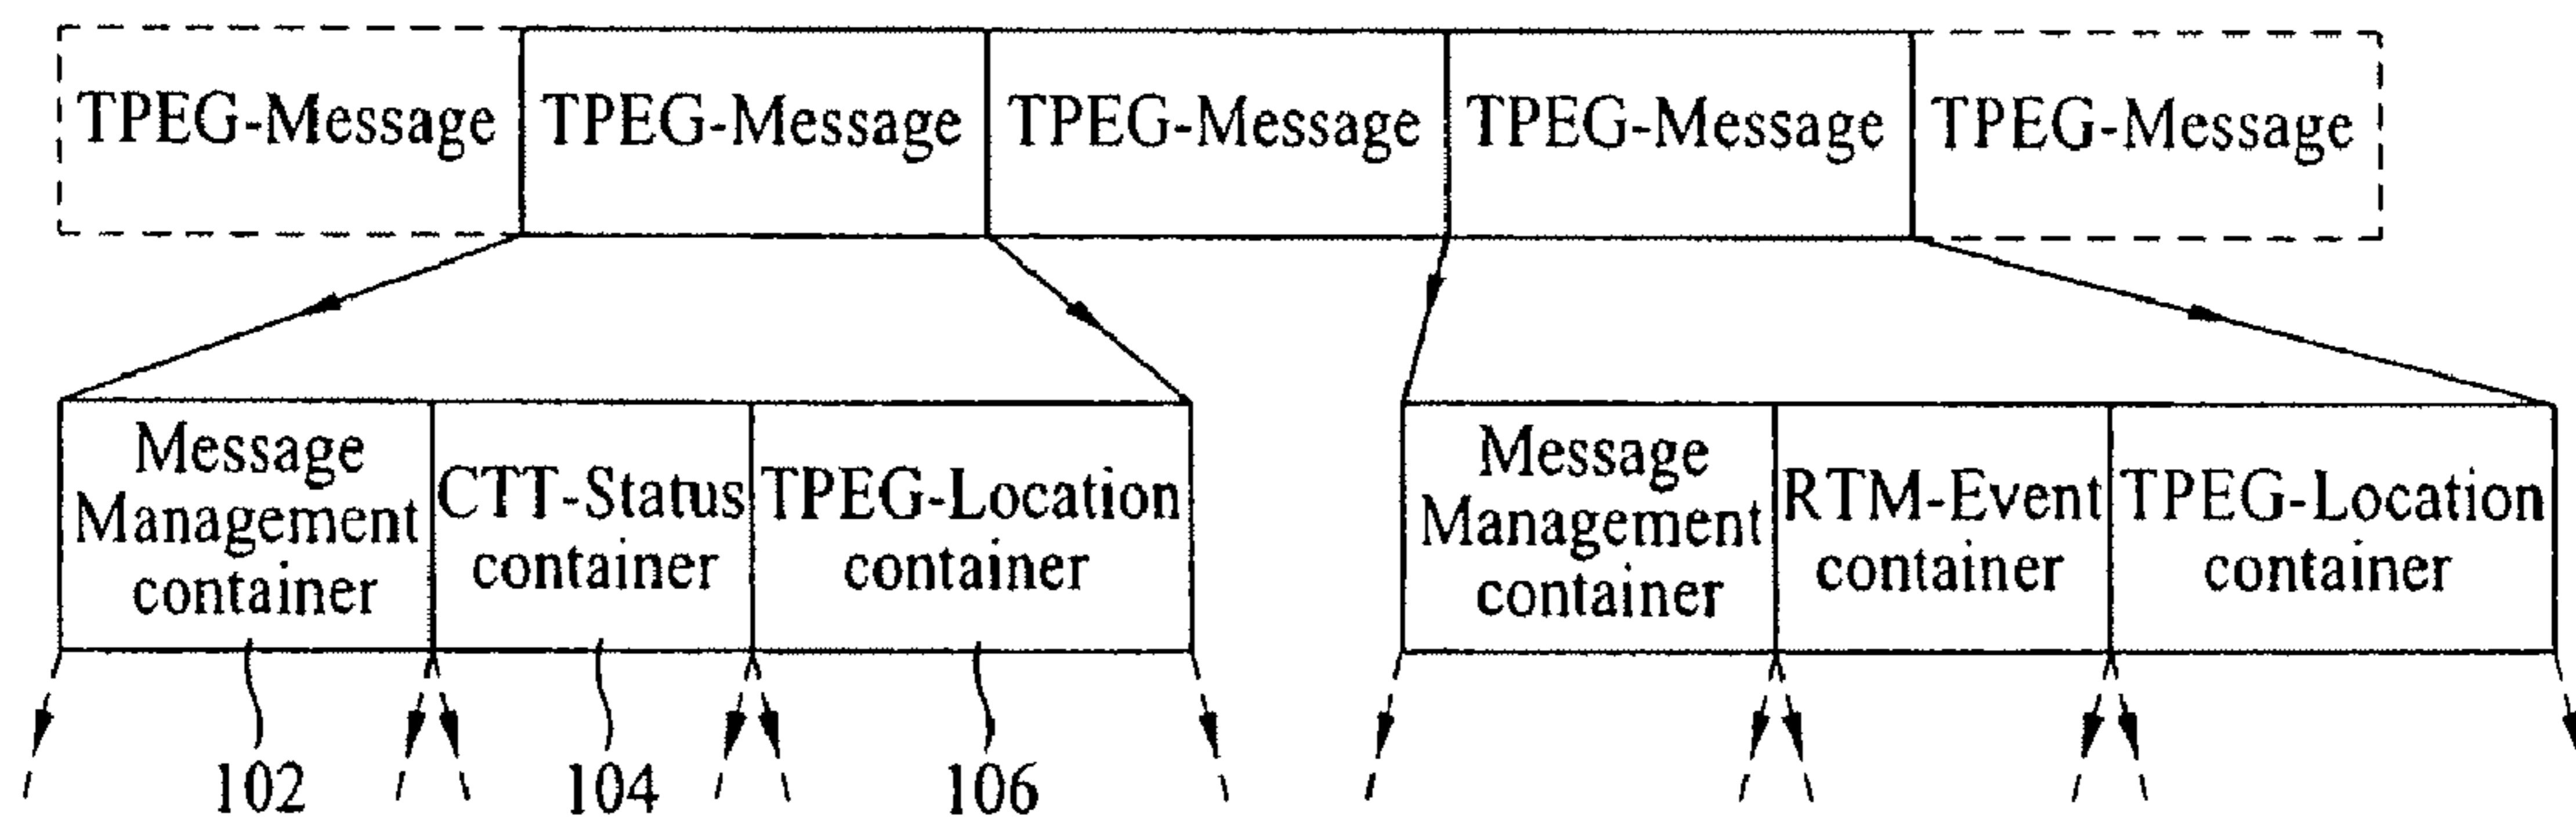 TPEG-Message TPEG-Message TPEG-Message TPEG-Message TPEG-Message
Message
Management
container
CTT-Status
container
TPEG-Location
container
Message
Management
container
RTM-Event
container
TPEG-Location
container
102 104 106